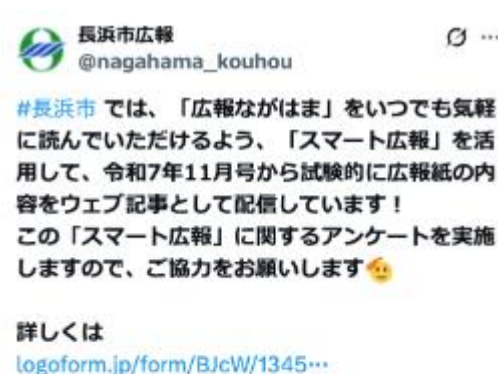 長浜市広報
@nagahama_kouhou
#長浜市 では、「広報ながはま」をいつでも気軽
に読んでいただけるよう、「スマート広報」を活
用して、令和7年11月号から試験的に広報紙の内
容をウェブ記事として配信しています！
この「スマート広報」に関するアンケートを実施
しますので、ご協力をお願いします🫡
詳しくは
logoform.jp/form/BJcW/1345…